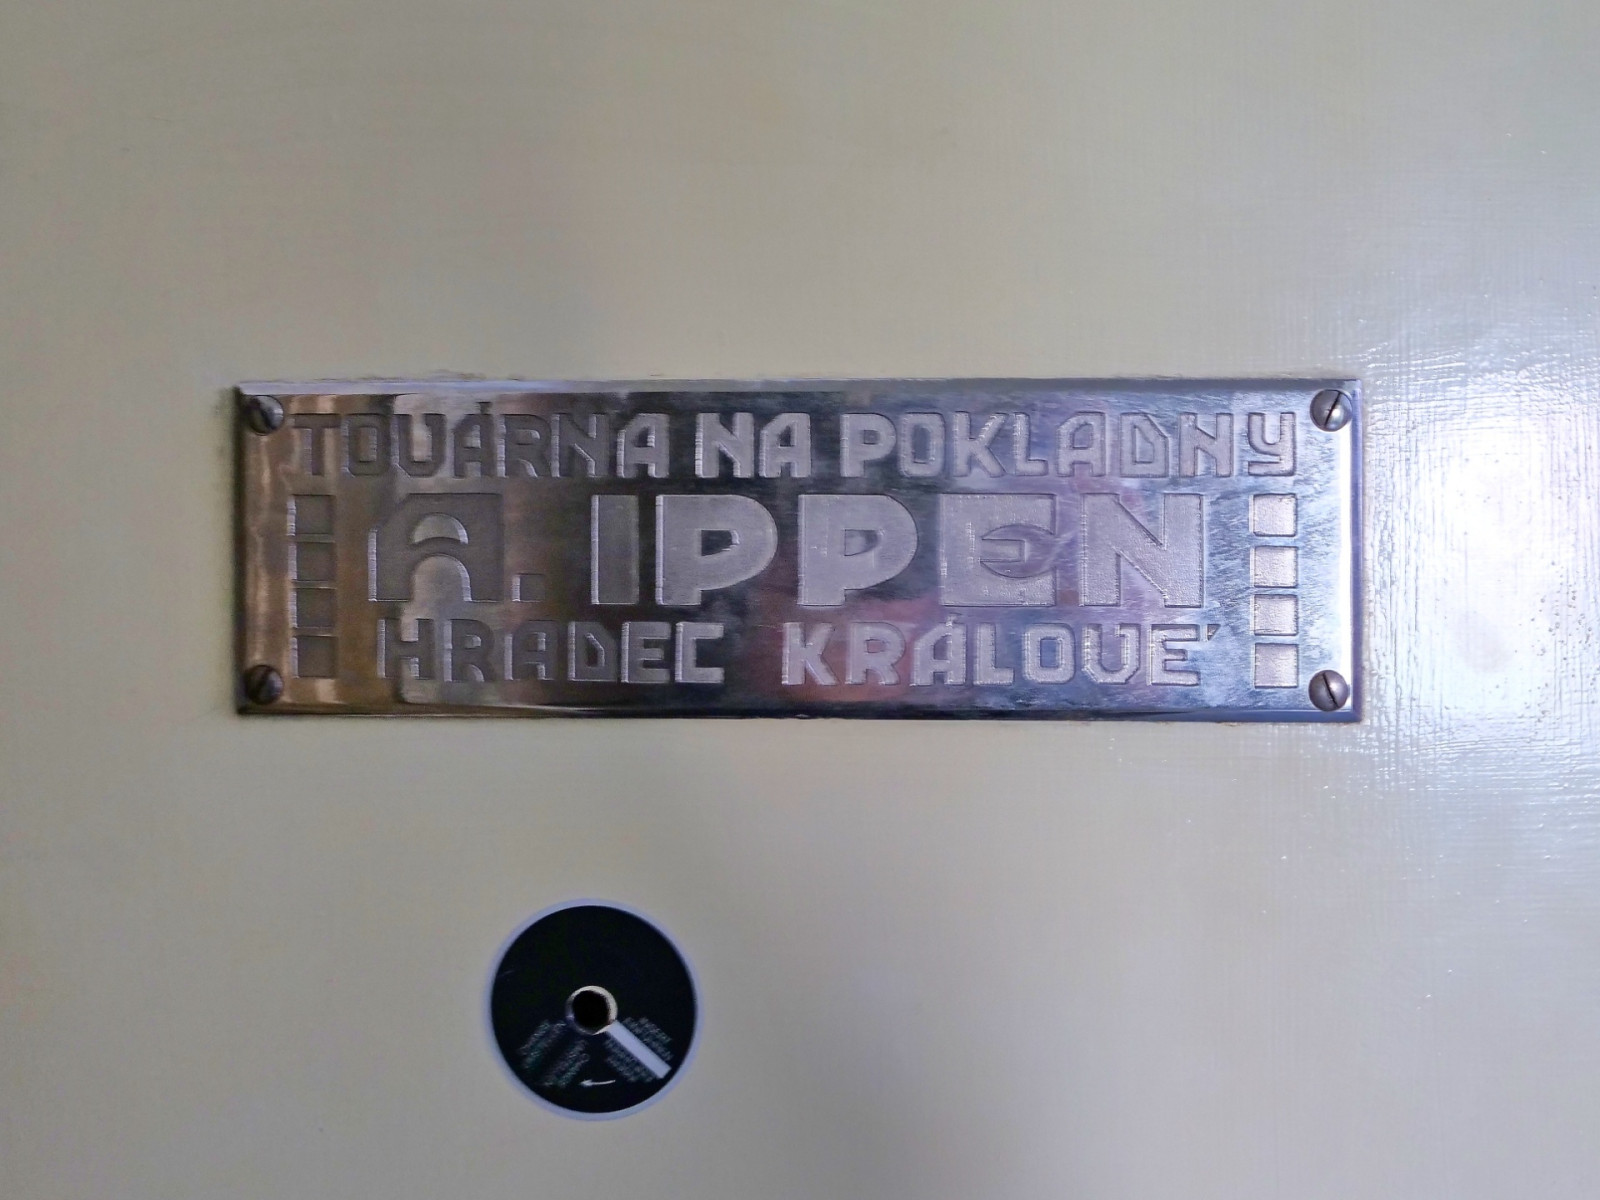 TOVÁRNA NA POKLADNY
A. IPPEN
HRADEC KRÁLOVÉ